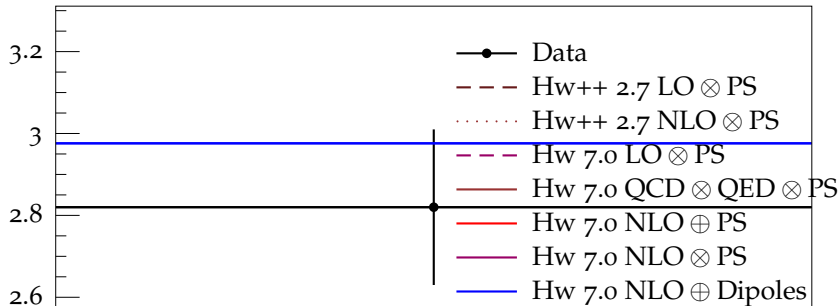 3.2
3
2.8
2.6
Data
Hw++ 2.7 LO ⊗ PS
Hw++ 2.7 NLO ⊗ PS
Hw 7.0 LO ⊗ PS
Hw 7.0 QCD ⊗ QED ⊗ PS
Hw 7.0 NLO ⊕ PS
Hw 7.0 NLO ⊗ PS
Hw 7.0 NLO ⊕ Dipoles